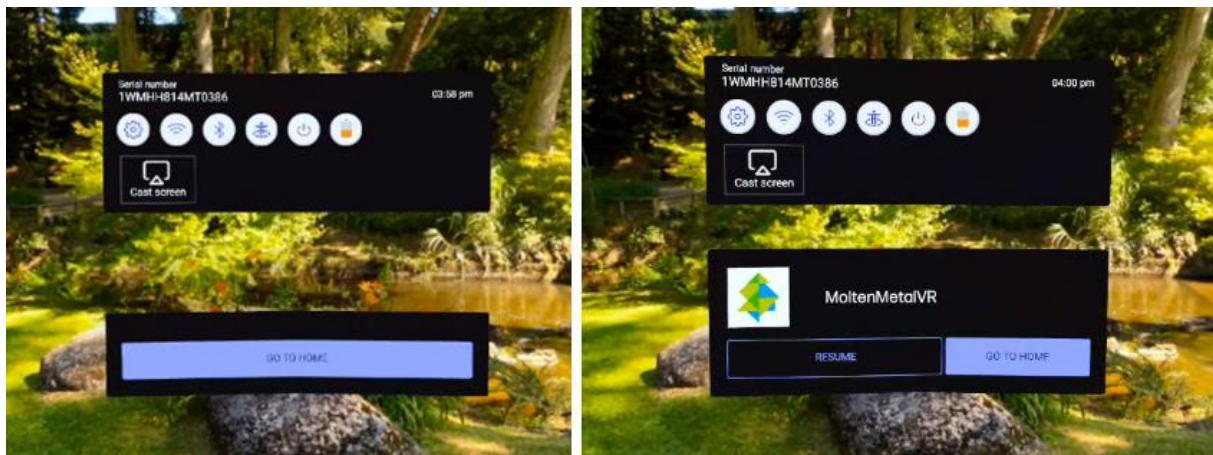 Serial number
1WMHH814MT0386
03:58 pm
Cast screen
GO TO HOME
Serial number
1WMHH814MT0386
04:00 pm
Cast screen
MoltenMetalVR
RESUME
GO TO HOME